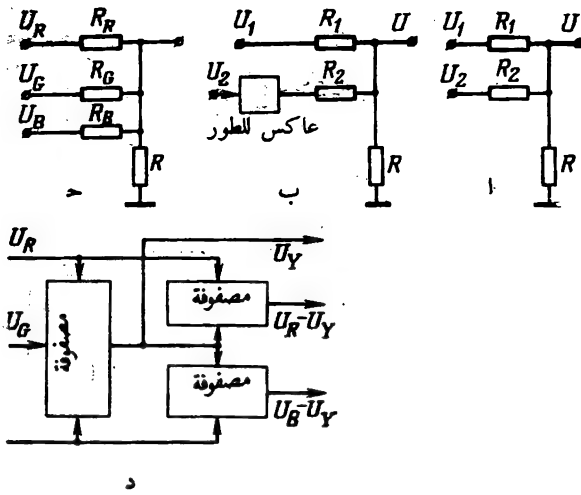 U_R R_R U_1 R_1 U U_1 R_1 U
U_G R_G U_2 R_2 U_2 R_2
U_B R_B
عاكس للطور
R R R
حـ ب ا
U_R U_Y
U_G مصفوفة مصفوفة U_R-U_Y
مصفوفة U_B-U_Y
د